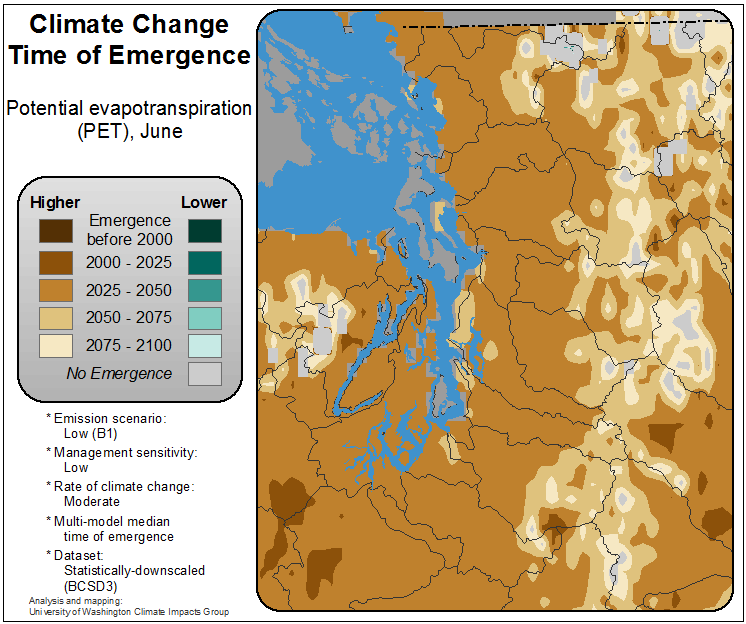 Climate Change
Time of Emergence
Potential evapotranspiration
(PET), June
Higher Lower
Emergence
before 2000
2000 - 2025
2025 - 2050
2050 - 2075
2075 - 2100
No Emergence
* Emission scenario:
Low (B1)
* Management sensitivity:
Low
* Rate of climate change:
Moderate
* Multi-model median
time of emergence
* Dataset:
Statistically-downscaled
(BCSD3)
Analysis and mapping:
University of Washington Climate Impacts Group